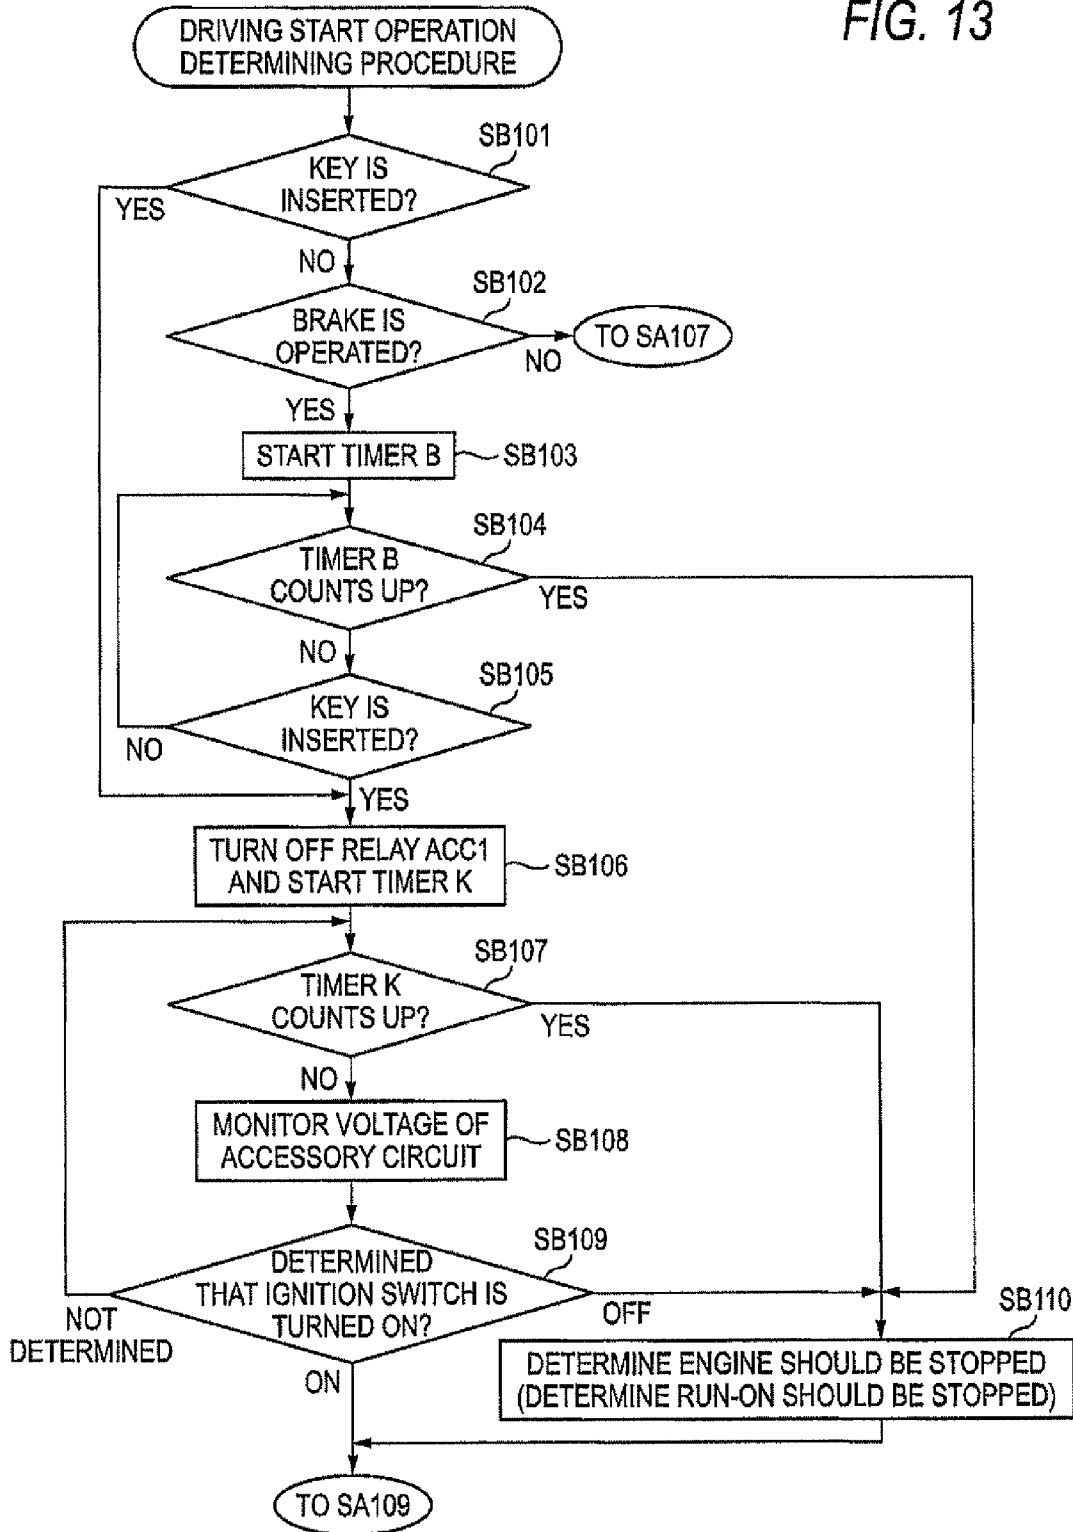 FIG. 13
DRIVING START OPERATION
DETERMINING PROCEDURE
SB101
KEY IS
INSERTED?
YES
NO
SB102
BRAKE IS
OPERATED?
NO
TO SA107
YES
START TIMER B
SB103
SB104
TIMER B
COUNTS UP?
YES
NO
SB105
KEY IS
INSERTED?
NO
YES
TURN OFF RELAY ACC1
AND START TIMER K
SB106
SB107
TIMER K
COUNTS UP?
YES
NO
MONITOR VOLTAGE OF
ACCESSORY CIRCUIT
SB108
SB109
DETERMINED
THAT IGNITION SWITCH IS
TURNED ON?
NOT
DETERMINED
OFF
ON
SB110
DETERMINE ENGINE SHOULD BE STOPPED
(DETERMINE RUN-ON SHOULD BE STOPPED)
TO SA109